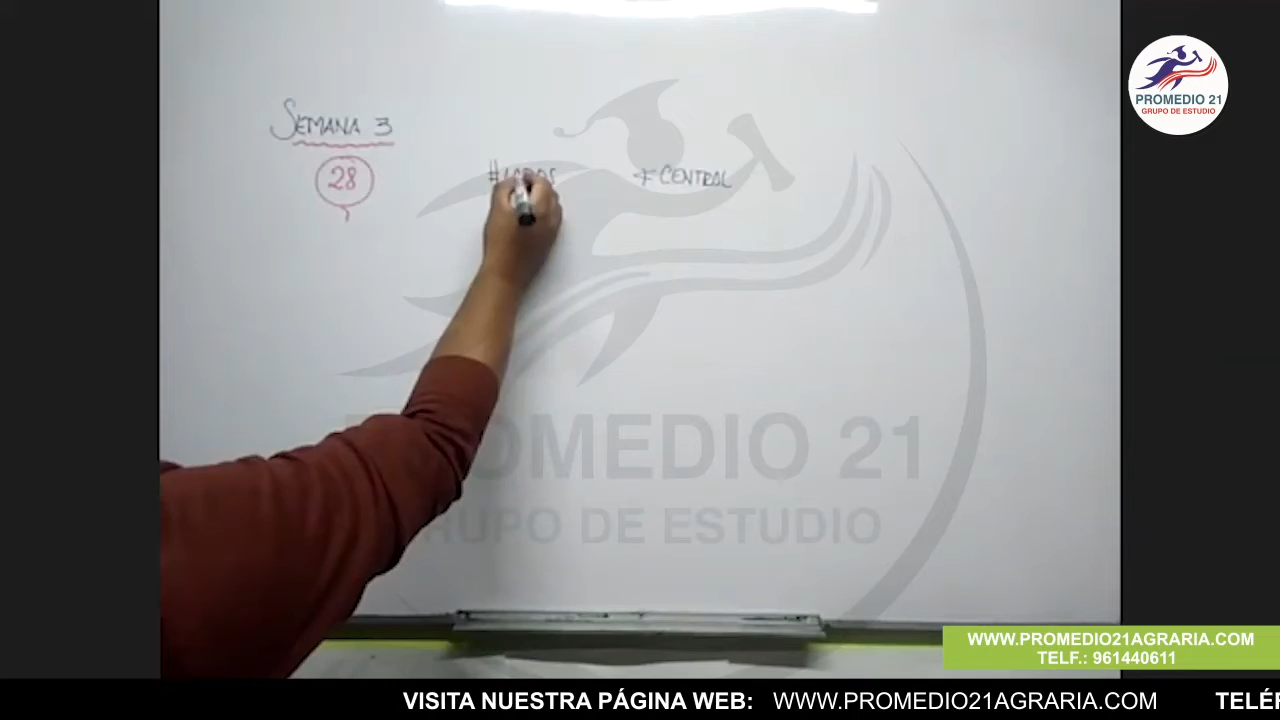 SEMANA 3
28
# LADOS
∢ CENTRAL
PROMEDIO 21
GRUPO DE ESTUDIO
PROMEDIO 21
GRUPO DE ESTUDIO
WWW.PROMEDIO21AGRARIA.COM
TELF.: 961440611
VISITA NUESTRA PÁGINA WEB: WWW.PROMEDIO21AGRARIA.COM